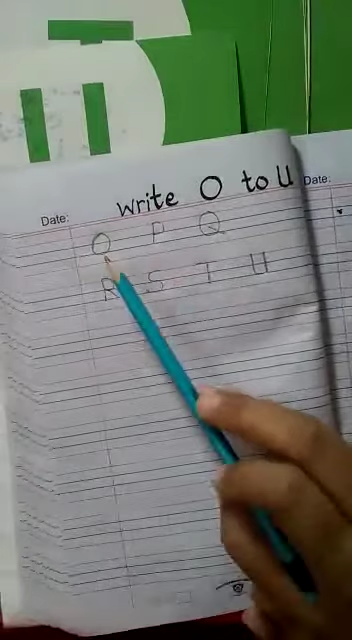 write O to U
Date:
Date:
O P Q
R S T U